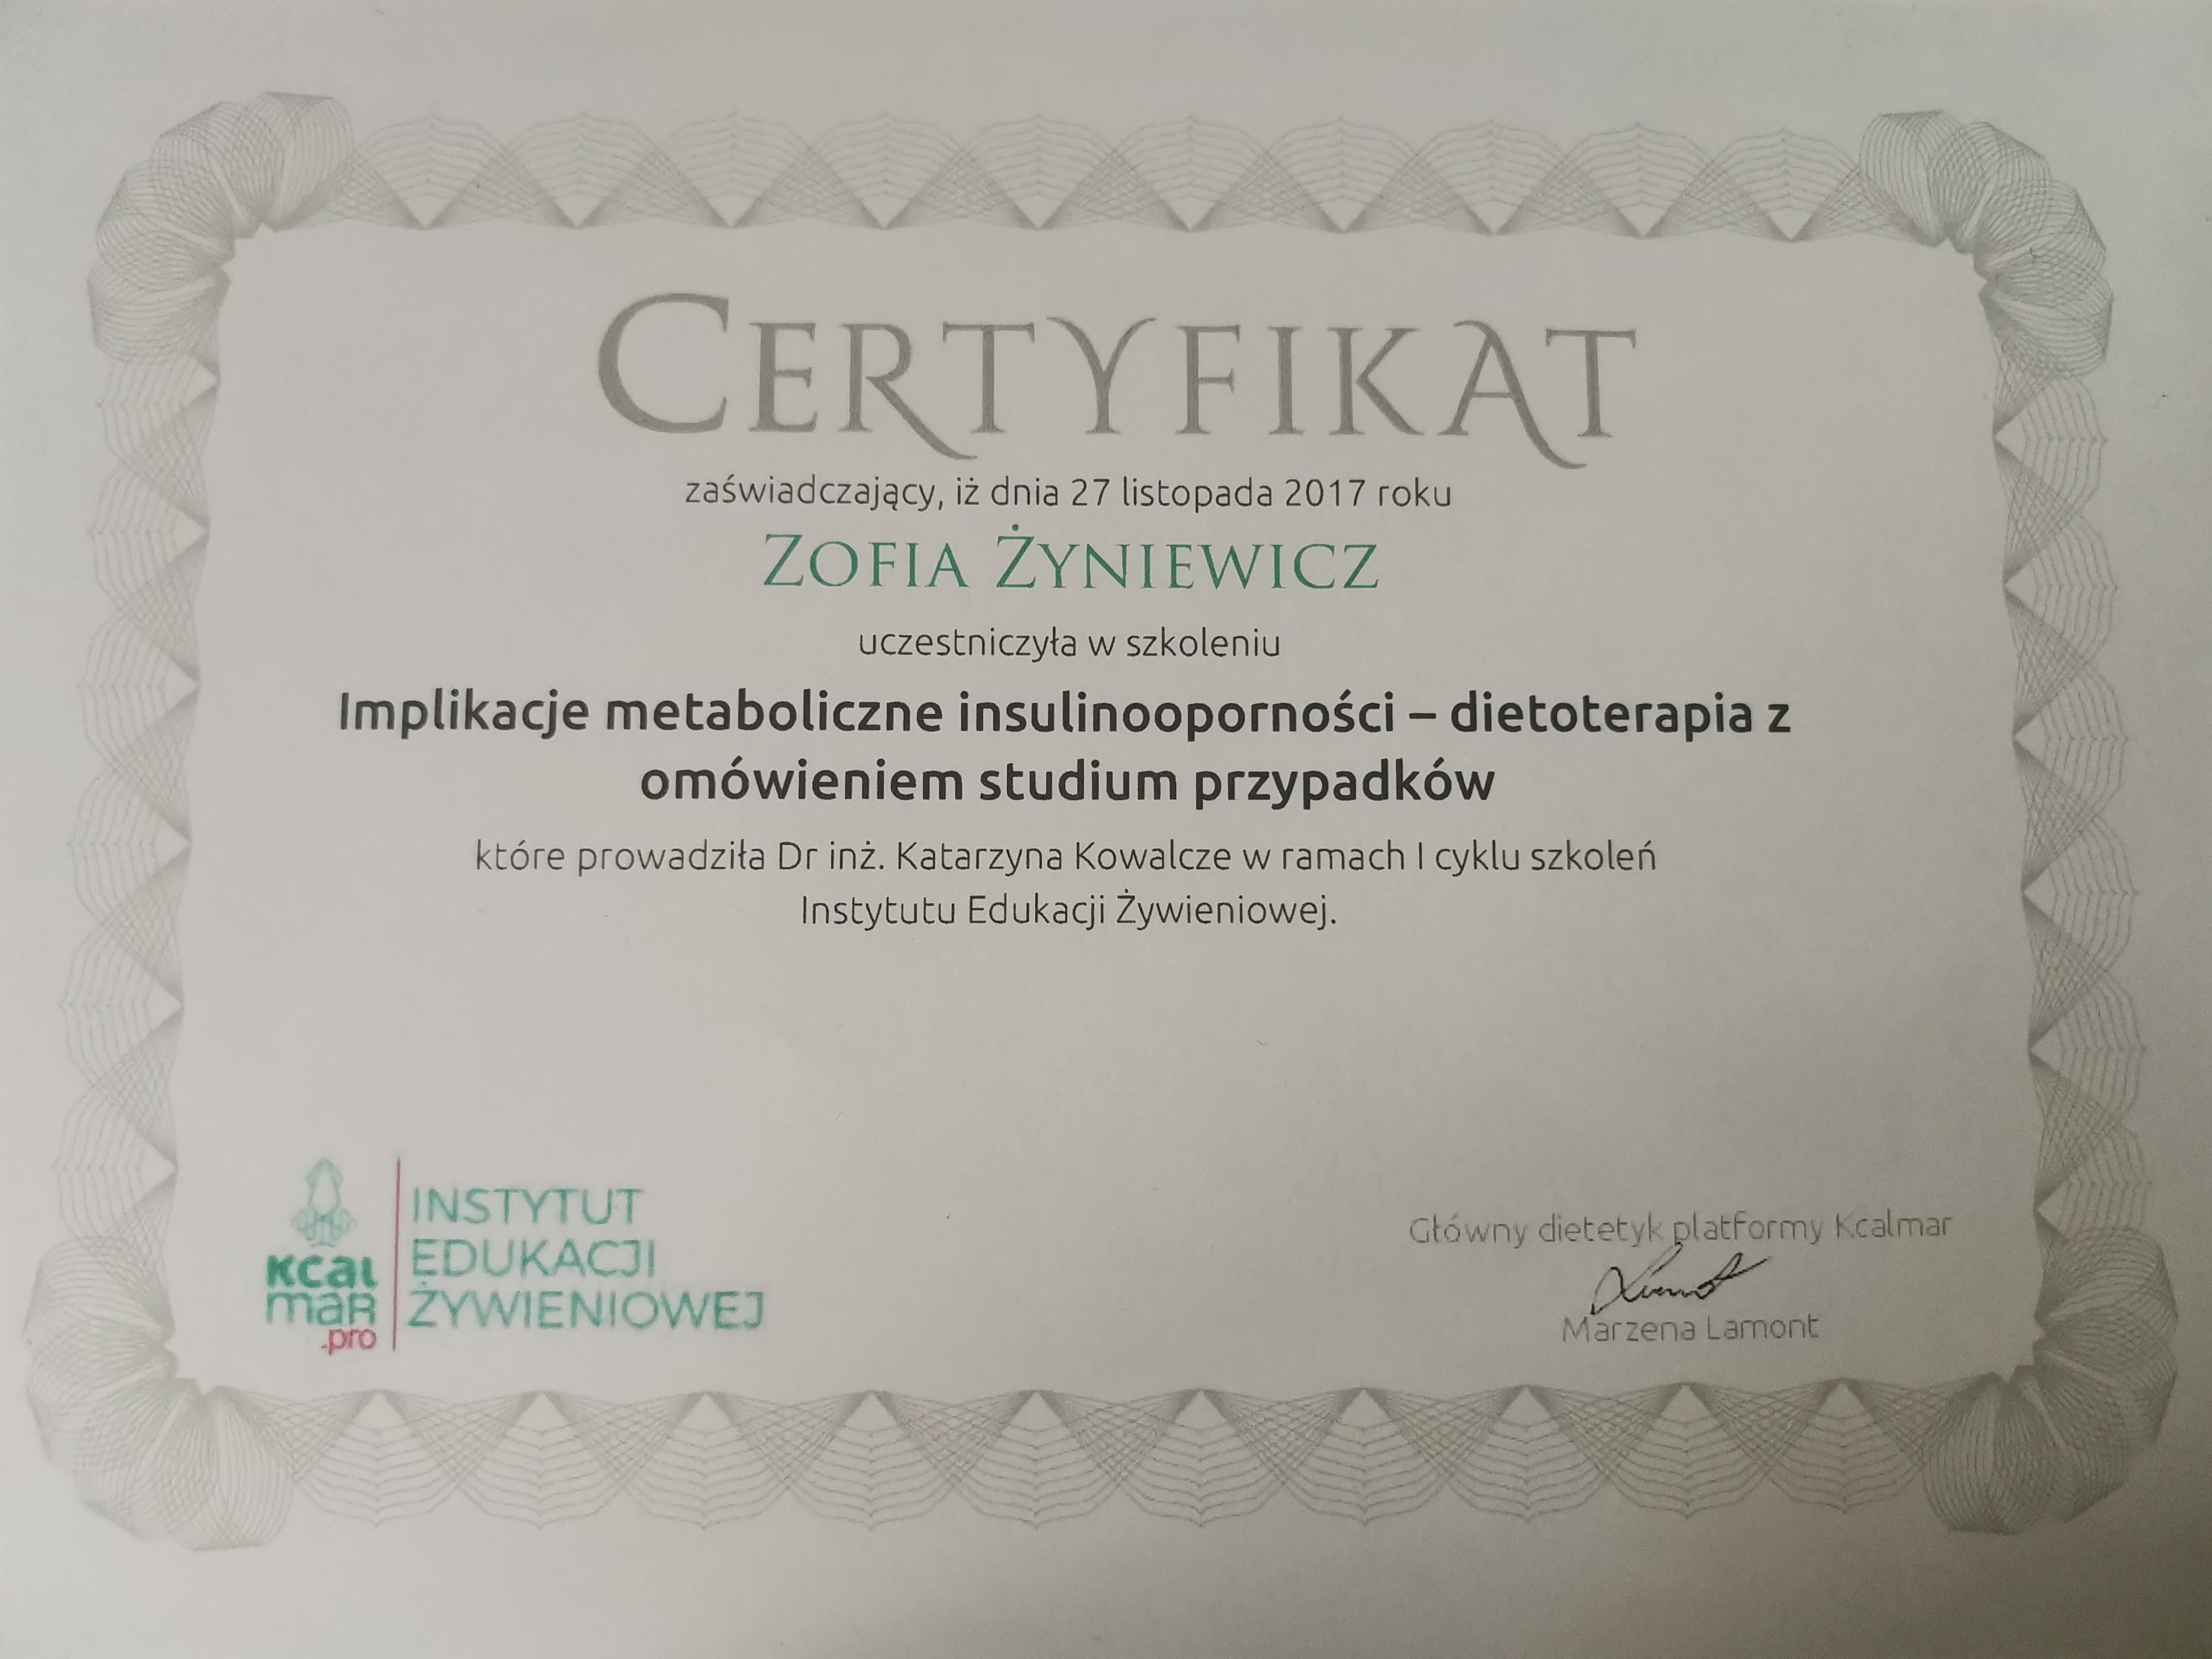 CERTYFIKAT
zaświadczający, iż dnia 27 listopada 2017 roku
ZOFIA ŻYNIEWICZ
uczestniczyła w szkoleniu
Implikacje metaboliczne insulinooporności – dietoterapia z
omówieniem studium przypadków
które prowadziła Dr inż. Katarzyna Kowalcze w ramach I cyklu szkoleń
Instytutu Edukacji Żywieniowej.
Kcal
maR
.pro
INSTYTUT
EDUKACJI
ŻYWIENIOWEJ
Główny dietetyk platformy Kcalmar
Lamont
Marzena Lamont